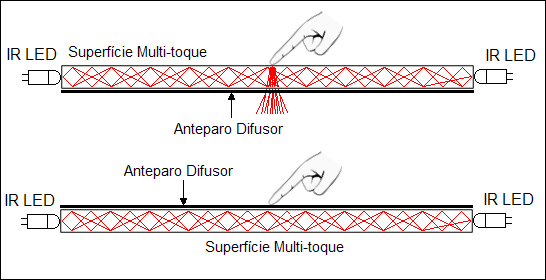 IR LED
Superfície Multi-toque
IR LED
Anteparo Difusor
Anteparo Difusor
IR LED
IR LED
Superfície Multi-toque